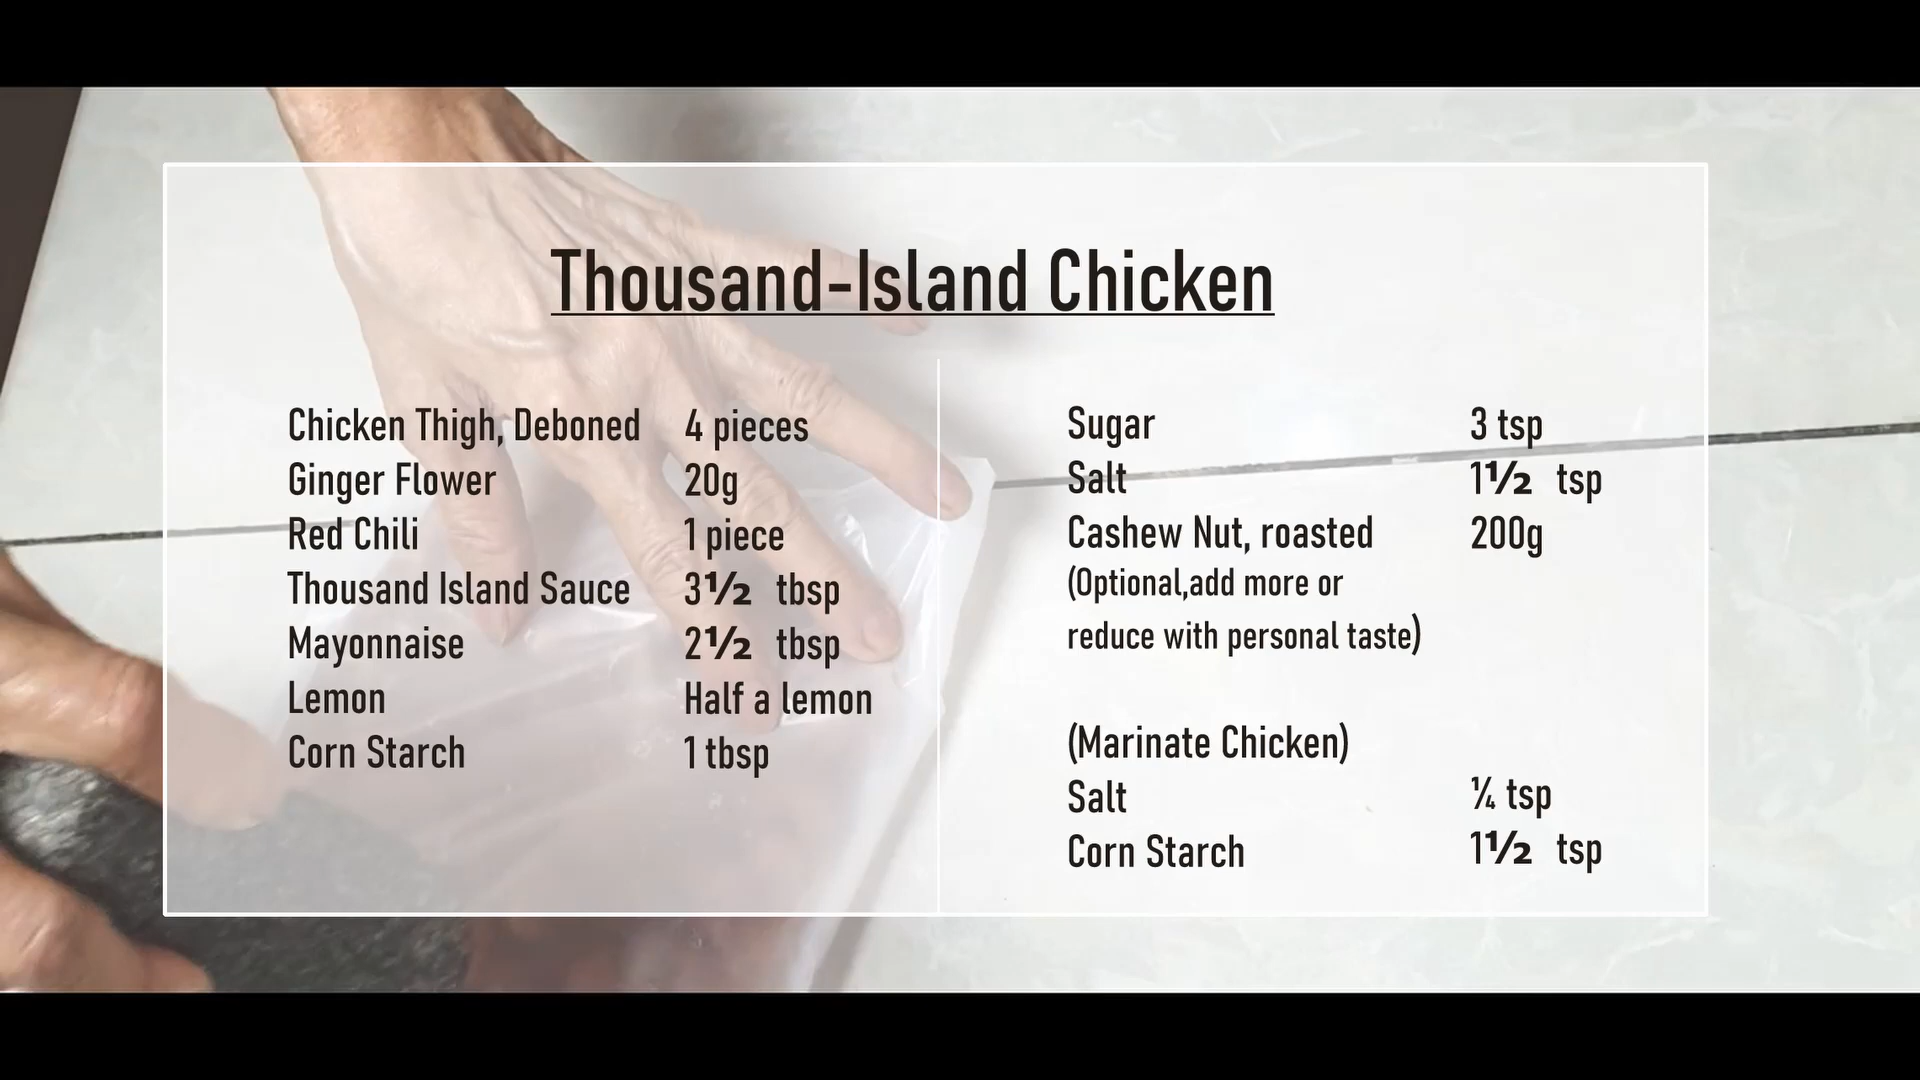 Thousand-Island Chicken
Chicken Thigh, Deboned 4 pieces
Ginger Flower 20g
Red Chili 1 piece
Thousand Island Sauce 3½ tbsp
Mayonnaise 2½ tbsp
Lemon Half a lemon
Corn Starch 1 tbsp
Sugar 3 tsp
Salt 1½ tsp
Cashew Nut, roasted 200g
(Optional,add more or
reduce with personal taste)
(Marinate Chicken)
Salt ¼ tsp
Corn Starch 1½ tsp